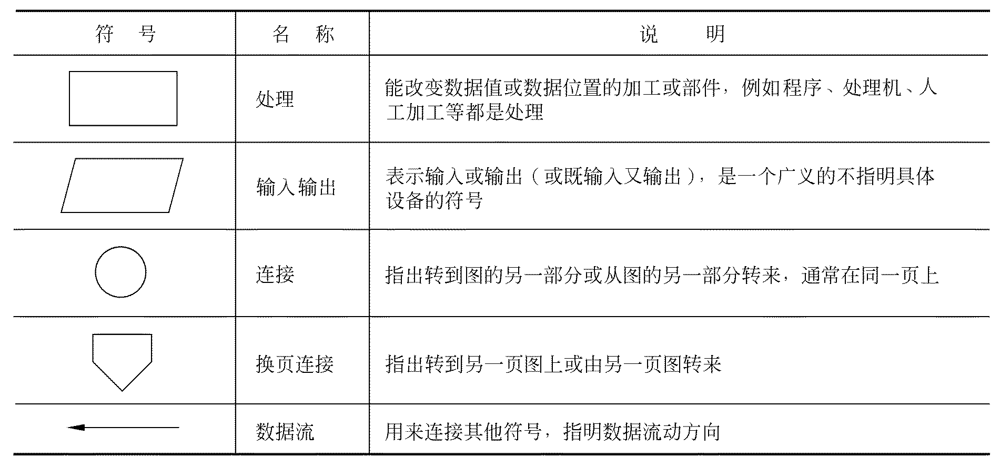 符 号 名 称 说 明
处理
能改变数据值或数据位置的加工或部件，例如程序、处理机、人
工加工等都是处理
输入输出
表示输入或输出（或既输入又输出），是一个广义的不指明具体
设备的符号
连接
指出转到图的另一部分或从图的另一部分转来，通常在同一页上
换页连接
指出转到另一页图上或由另一页图转来
数据流
用来连接其他符号，指明数据流动方向